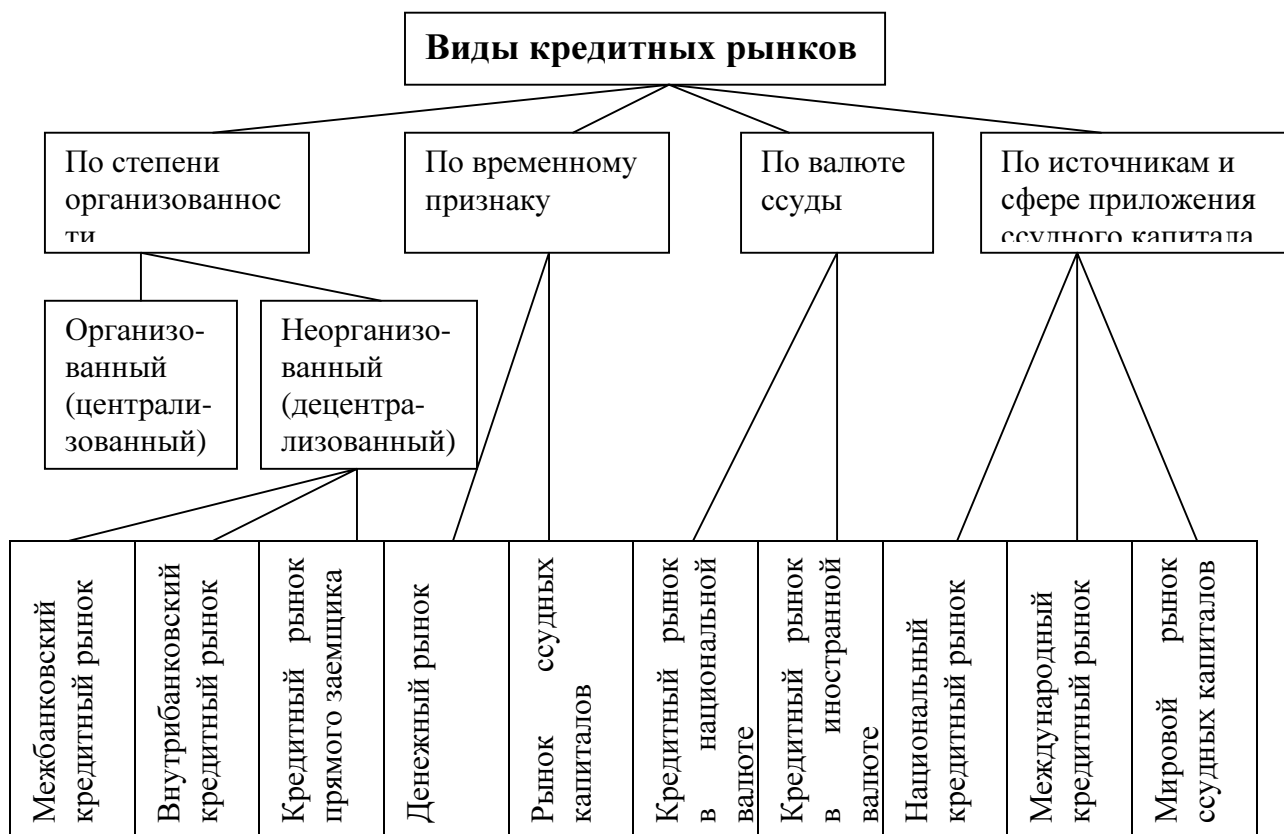 Виды кредитных рынков
По степени
организованнос
ти
По временному
признаку
По валюте
ссуды
По источникам и
сфере приложения
ссудного капитала
Организо-
ванный
(централи-
зованный)
Неорганизо-
ванный
(децентра-
лизованный)
Межбанковский
кредитный рынок
Внутрибанковский
кредитный рынок
Кредитный рынок
прямого заемщика
Денежный рынок
Рынок ссудных
капиталов
Кредитный рынок
в национальной
валюте
Кредитный рынок
в иностранной
валюте
Национальный
кредитный рынок
Международный
кредитный рынок
Мировой рынок
ссудных капиталов